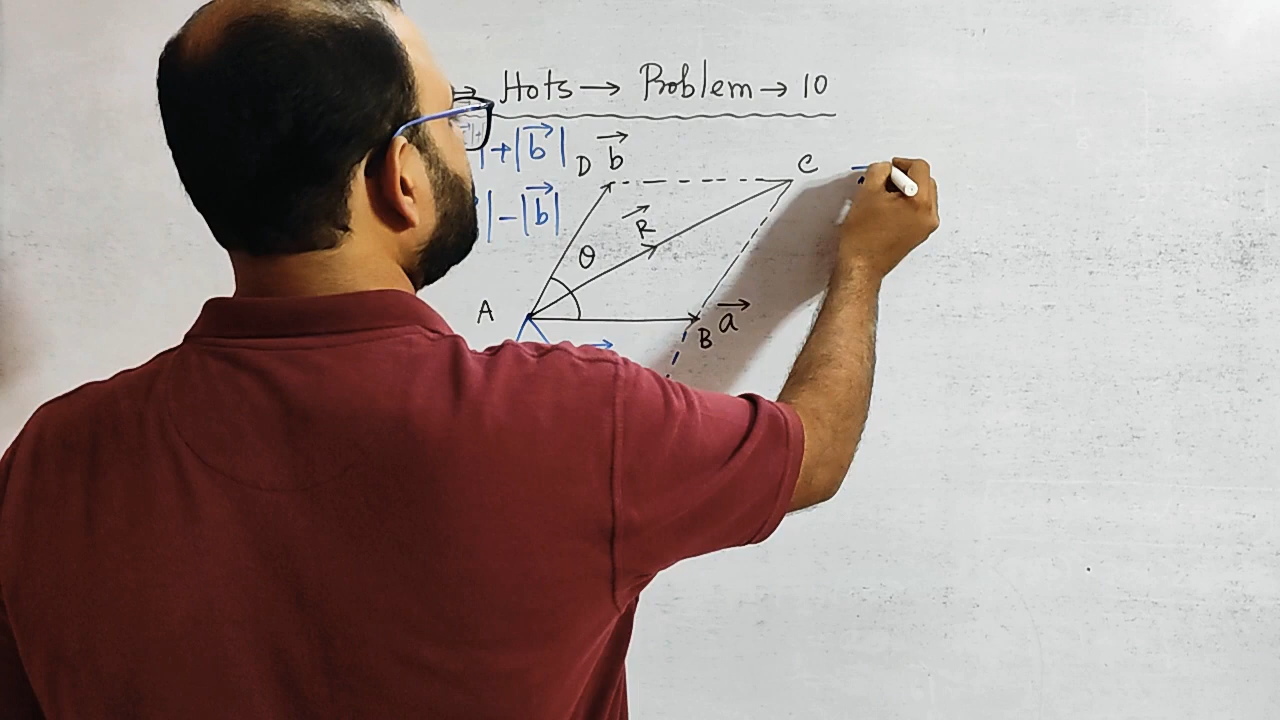 → Hots → Problem → 10
|+|b⃗|
|-|b⃗|
D b⃗
C
R⃗
θ
A
B a⃗